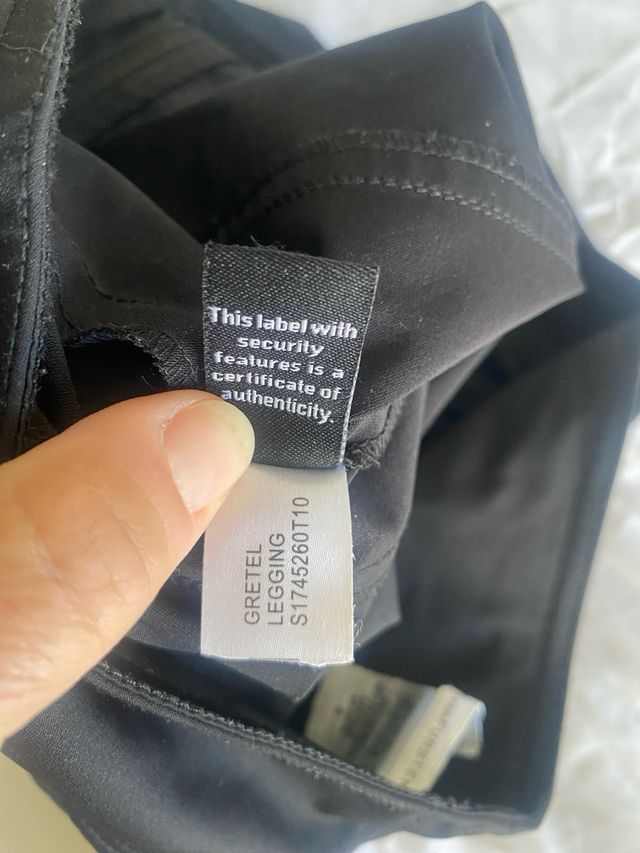 This label with
security
features is a
certificate of
authenticity.
GRETEL
LEGGING
S1745260T10